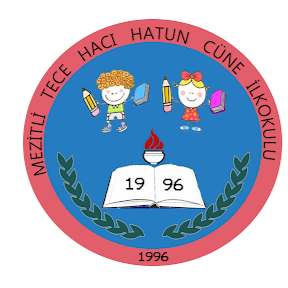 MEZİTLİ TECE HACI HATUN CÜNE İLKOKULU
19 96
1996